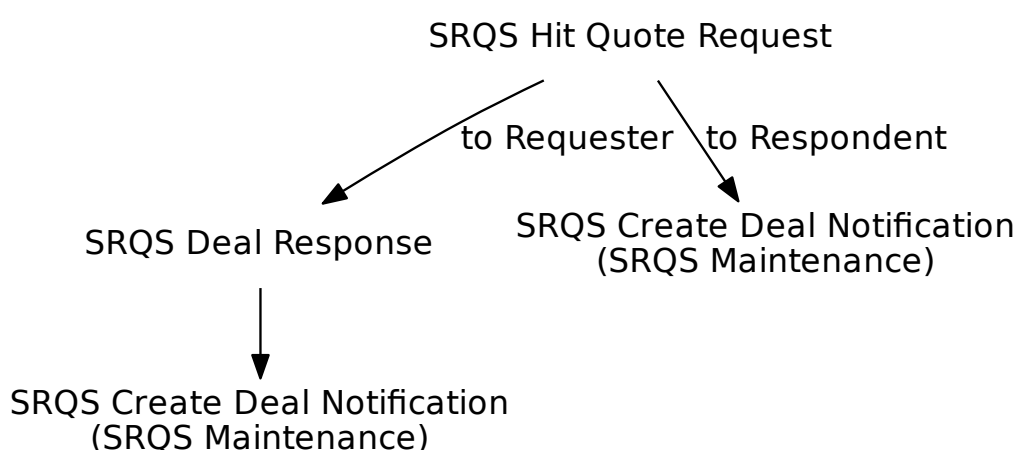 SRQS Hit Quote Request
to Requester
to Respondent
SRQS Deal Response
SRQS Create Deal Notification
(SRQS Maintenance)
SRQS Create Deal Notification
(SRQS Maintenance)